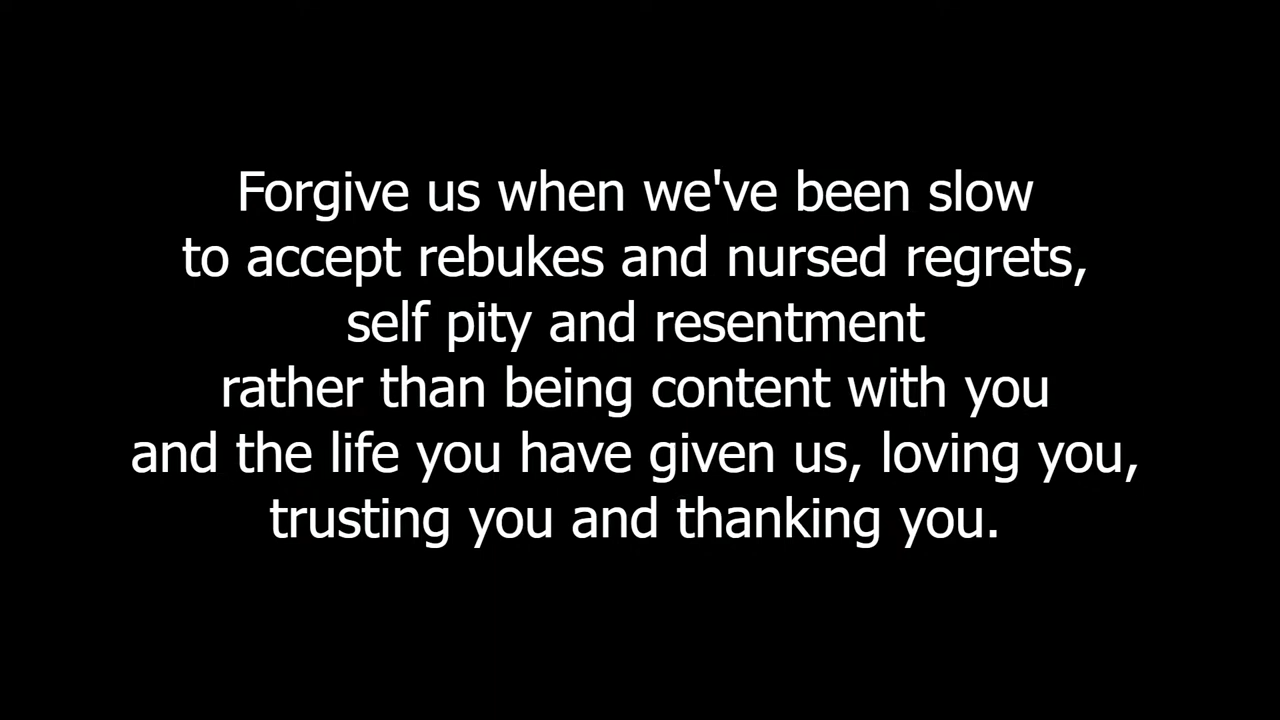 Forgive us when we've been slow
to accept rebukes and nursed regrets,
self pity and resentment
rather than being content with you
and the life you have given us, loving you,
trusting you and thanking you.